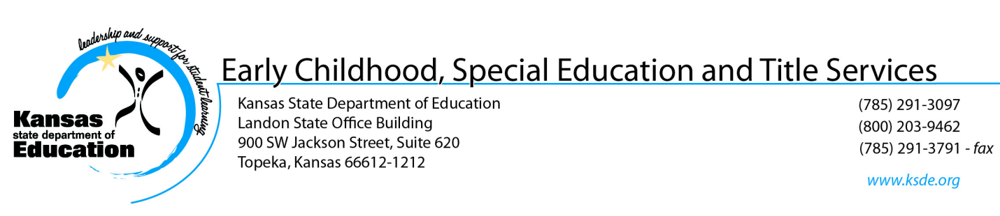 leadership and support for student learning
Kansas
state department of
Education
Early Childhood, Special Education and Title Services
Kansas State Department of Education
Landon State Office Building
900 SW Jackson Street, Suite 620
Topeka, Kansas 66612-1212
(785) 291-3097
(800) 203-9462
(785) 291-3791 - fax
www.ksde.org